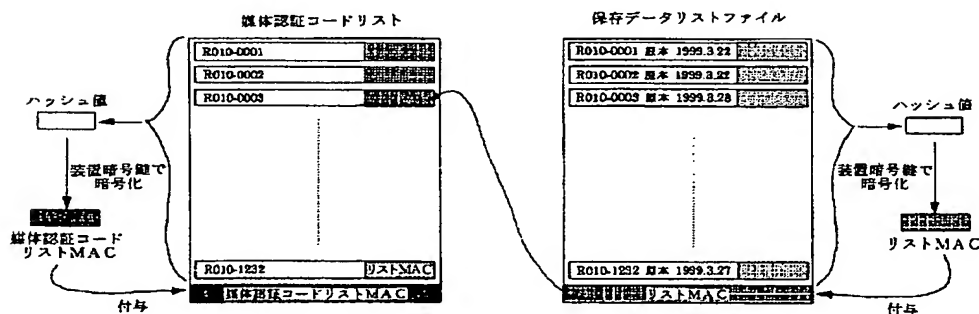 媒体認証コードリスト
R010-0001
R010-0002
R010-0003
R010-1232 リストMAC
媒体認証コードリストMAC
ハッシュ値
装置暗号鍵で
暗号化
媒体認証コード
リストMAC
付与
保存データリストファイル
R010-0001 原本 1999.3.22
R010-0002 原本 1999.3.22
R010-0003 原本 1999.3.23
R010-1232 原本 1999.3.27
リストMAC
ハッシュ値
装置暗号鍵で
暗号化
リストMAC
付与